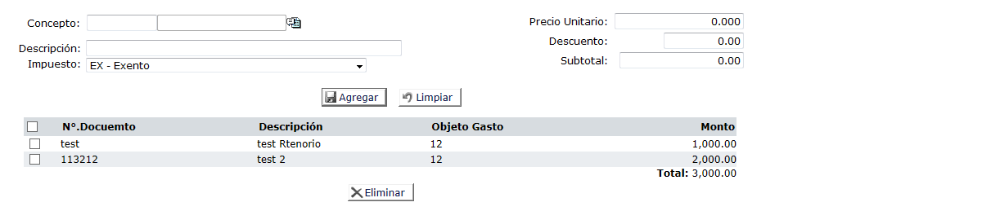 Concepto:
Precio Unitario: 0.000
Descuento: 0.00
Descripción:
Impuesto: EX - Exento
Subtotal: 0.00
Agregar Limpiar
Nº.Docuemto Descripción Objeto Gasto Monto
test test Rtenorio 12 1,000.00
113212 test 2 12 2,000.00
Total: 3,000.00
Eliminar